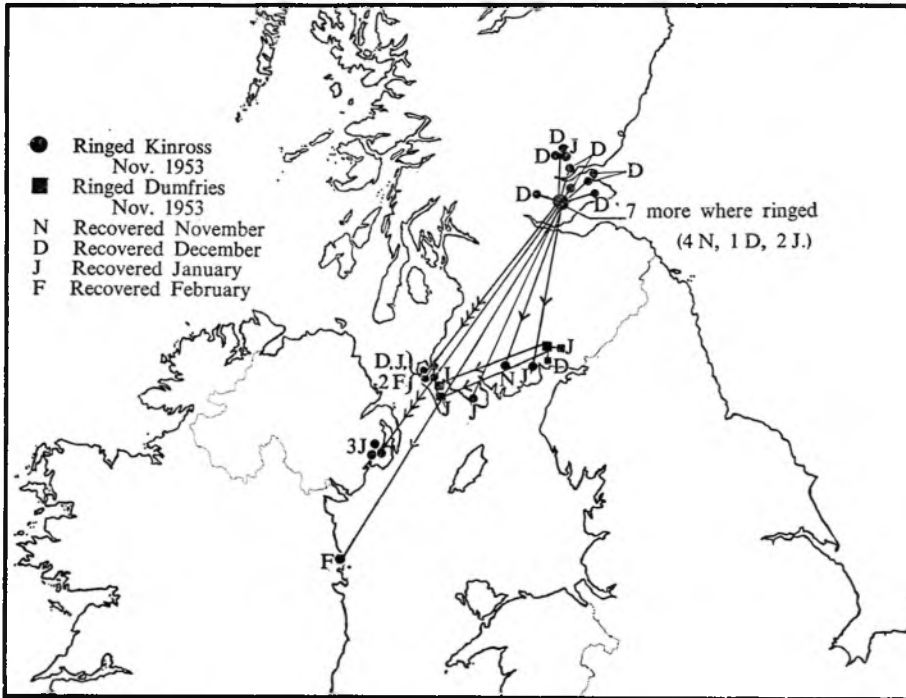 Ringed Kinross
Nov. 1953
Ringed Dumfries
Nov. 1953
N Recovered November
D Recovered December
J Recovered January
F Recovered February
D
D J D
D
D
D
7 more where ringed
(4 N, 1 D, 2 J.)
D.J.
2F
J
N J
J
D
3J
F